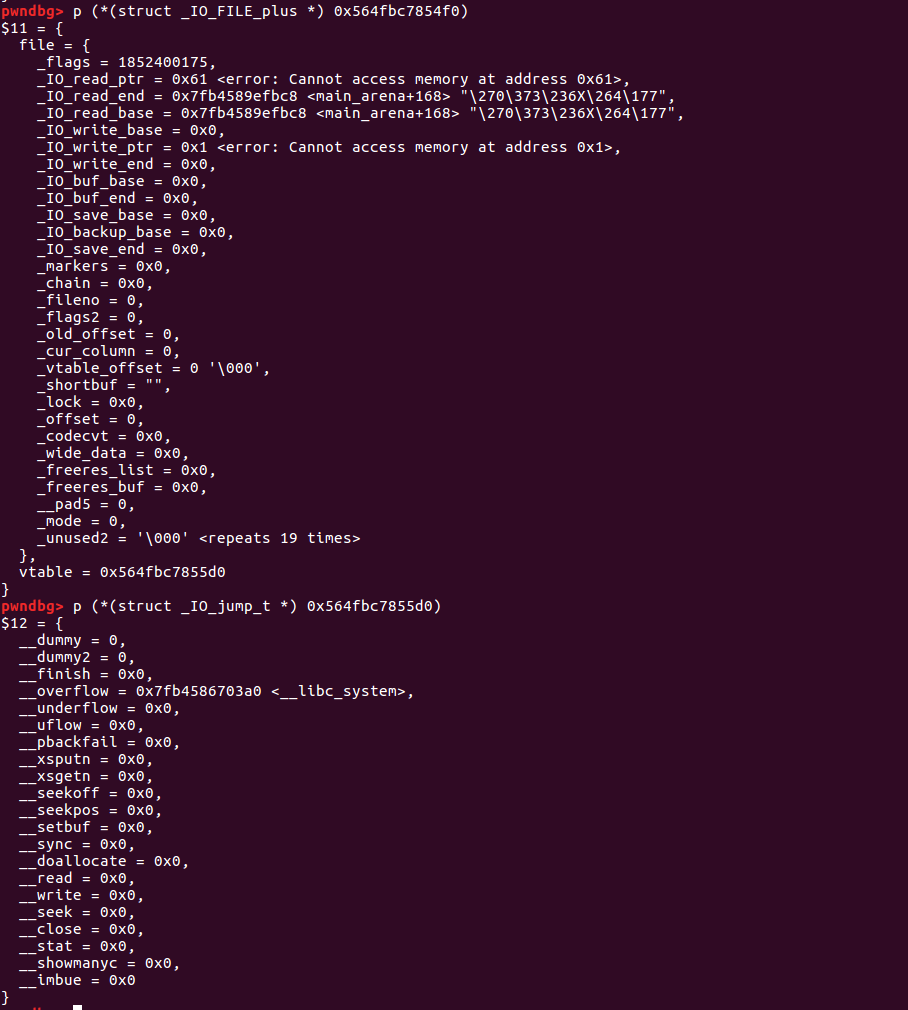 pwndbg> p (*(struct _IO_FILE_plus *) 0x564fbc7854f0)
$11 = {
  file = {
    _flags = 1852400175,
    _IO_read_ptr = 0x61 <error: Cannot access memory at address 0x61>,
    _IO_read_end = 0x7fb4589efbc8 <main_arena+168> "\270\373\236X\264\177",
    _IO_read_base = 0x7fb4589efbc8 <main_arena+168> "\270\373\236X\264\177",
    _IO_write_base = 0x0,
    _IO_write_ptr = 0x1 <error: Cannot access memory at address 0x1>,
    _IO_write_end = 0x0,
    _IO_buf_base = 0x0,
    _IO_buf_end = 0x0,
    _IO_save_base = 0x0,
    _IO_backup_base = 0x0,
    _IO_save_end = 0x0,
    _markers = 0x0,
    _chain = 0x0,
    _fileno = 0,
    _flags2 = 0,
    _old_offset = 0,
    _cur_column = 0,
    _vtable_offset = 0 '\000',
    _shortbuf = "",
    _lock = 0x0,
    _offset = 0,
    _codecvt = 0x0,
    _wide_data = 0x0,
    _freeres_list = 0x0,
    _freeres_buf = 0x0,
    __pad5 = 0,
    _mode = 0,
    _unused2 = '\000' <repeats 19 times>
  },
  vtable = 0x564fbc7855d0
}
pwndbg> p (*(struct _IO_jump_t *) 0x564fbc7855d0)
$12 = {
  __dummy = 0,
  __dummy2 = 0,
  __finish = 0x0,
  __overflow = 0x7fb4586703a0 <__libc_system>,
  __underflow = 0x0,
  __uflow = 0x0,
  __pbackfail = 0x0,
  __xsputn = 0x0,
  __xsgetn = 0x0,
  __seekoff = 0x0,
  __seekpos = 0x0,
  __setbuf = 0x0,
  __sync = 0x0,
  __doallocate = 0x0,
  __read = 0x0,
  __write = 0x0,
  __seek = 0x0,
  __close = 0x0,
  __stat = 0x0,
  __showmanyc = 0x0,
  __imbue = 0x0
}